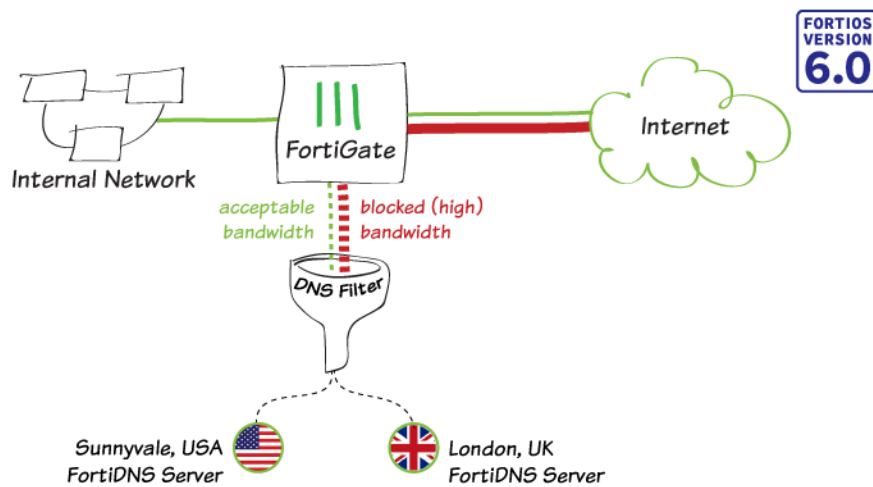 FORTIOS
VERSION
6.0
Internet
FortiGate
Internal Network
acceptable
bandwidth
blocked (high)
bandwidth
DNS Filter
Sunnyvale, USA
FortiDNS Server
London, UK
FortiDNS Server